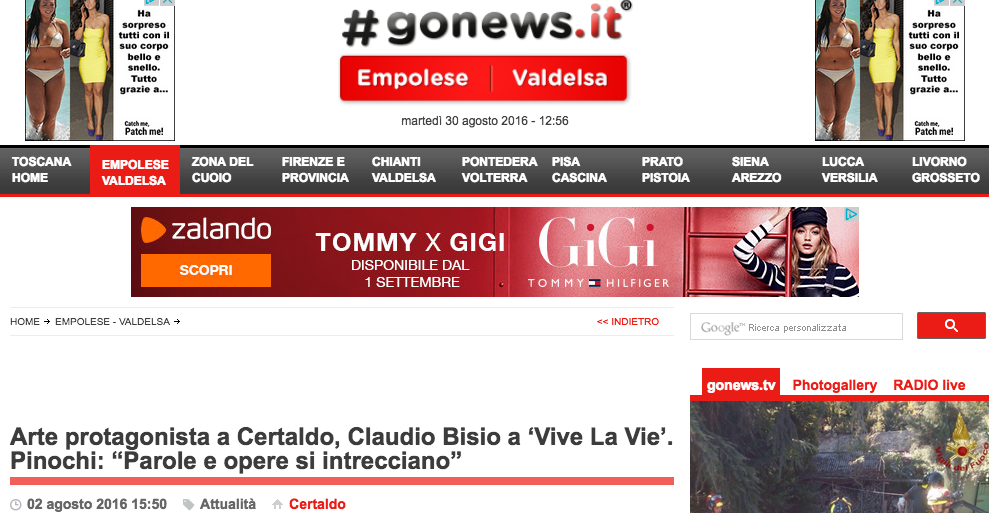 Ha
sorpreso
tutti con il
suo corpo
bello e
snello.
Tutto
grazie a...
Catch me,
Patch me!
#gonews.it®
Empolese | Valdelsa
martedì 30 agosto 2016 - 12:56
Ha
sorpreso
tutti con il
suo corpo
bello e
snello.
Tutto
grazie a...
Catch me,
Patch me!
TOSCANA
HOME
EMPOLESE
VALDELSA
ZONA DEL
CUOIO
FIRENZE E
PROVINCIA
CHIANTI
VALDELSA
PONTEDERA
VOLTERRA
PISA
CASCINA
PRATO
PISTOIA
SIENA
AREZZO
LUCCA
VERSILIA
LIVORNO
GROSSETO
zalando
SCOPRI
TOMMY X GIGI
DISPONIBILE DAL
1 SETTEMBRE
GiGi
TOMMY HILFIGER
HOME EMPOLESE - VALDELSA
<< INDIETRO
Google™ Ricerca personalizzata
gonews.tv Photogallery RADIO live
Arte protagonista a Certaldo, Claudio Bisio a ‘Vive La Vie’.
Pinochi: “Parole e opere si intrecciano”
02 agosto 2016 15:50 Attualità Certaldo
Vigili del Fuoco